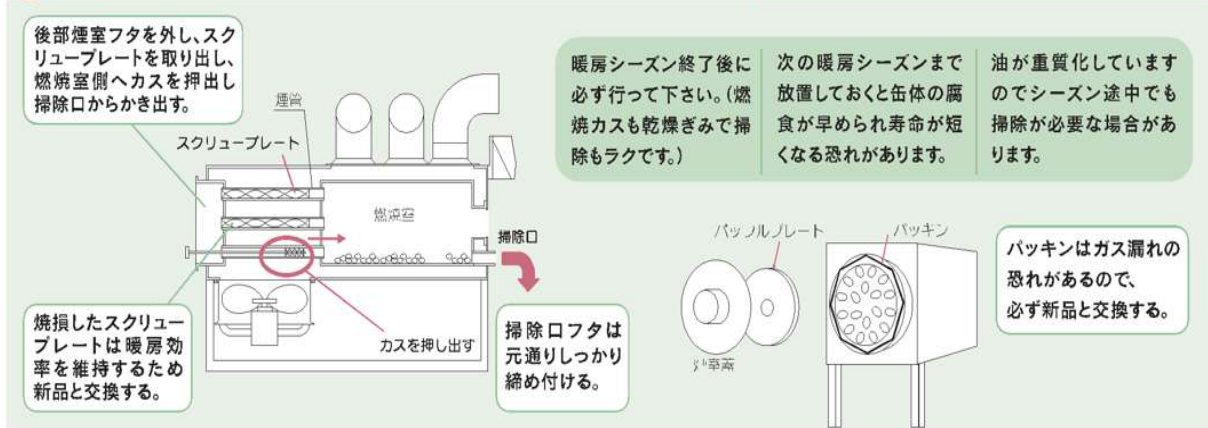 後部煙室フタを外し、スク
リュープレートを取り出し、
燃焼室側へカスを押出し
掃除口からかき出す。
煙管
スクリュープレート
燃焼室
掃除口
カスを押し出す
焼損したスクリュー
プレートは暖房効
率を維持するため
新品と交換する。
掃除口フタは
元通りしっかり
締め付ける。
暖房シーズン終了後に
必ず行って下さい。(燃
焼カスも乾燥ぎみで掃
除もラクです。)
次の暖房シーズンまで
放置しておくと缶体の腐
食が早められ寿命が短
くなる恐れがあります。
油が重質化しています
のでシーズン途中でも
掃除が必要な場合があ
ります。
バッフルプレート
パッキン
パッキンはガス漏れの
恐れがあるので、
必ず新品と交換する。